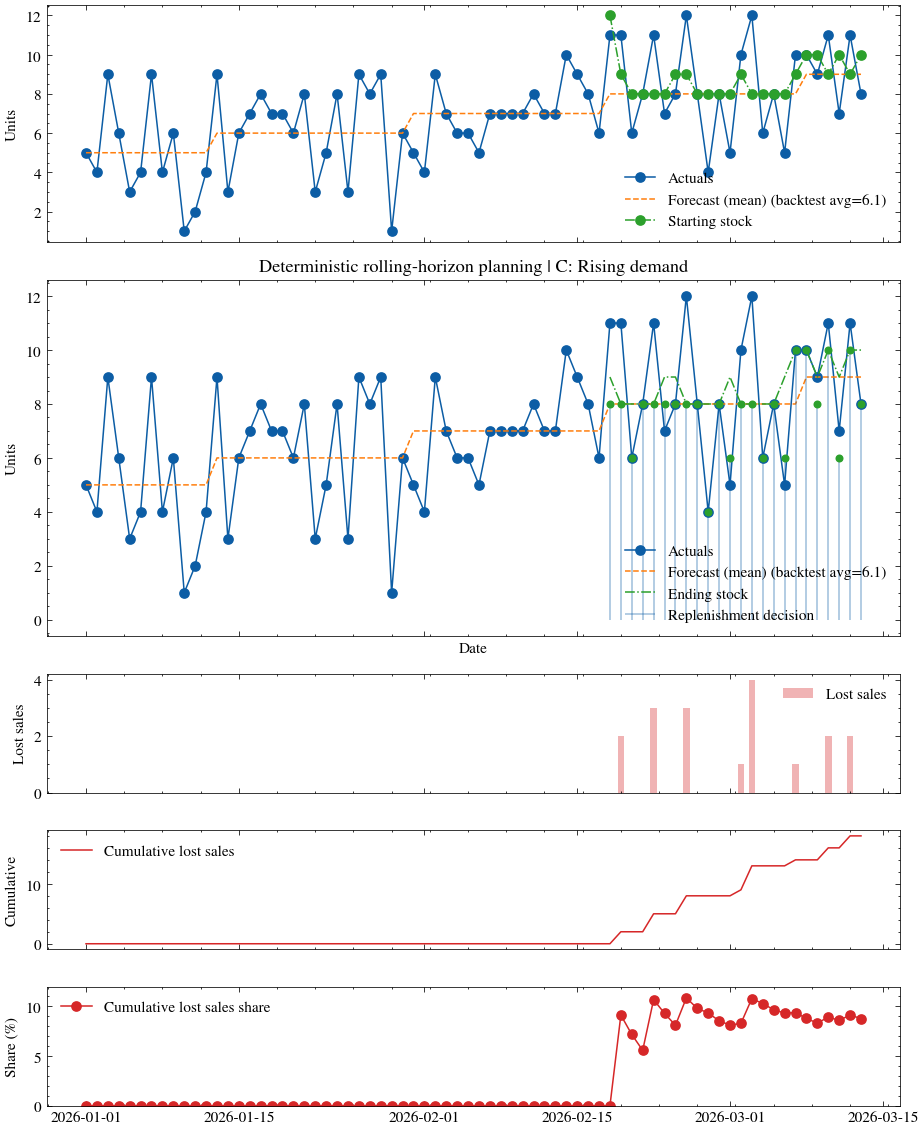 12
10
8
6
4
2
Units
Actuals
Forecast (mean) (backtest avg=6.1)
Starting stock
Deterministic rolling-horizon planning | C: Rising demand
12
10
8
6
4
2
0
Units
Actuals
Forecast (mean) (backtest avg=6.1)
Ending stock
Replenishment decision
Date
4
2
0
Lost sales
Lost sales
10
0
Cumulative
Cumulative lost sales
10
5
0
Share (%)
Cumulative lost sales share
2026-01-01 2026-01-15 2026-02-01 2026-02-15 2026-03-01 2026-03-15